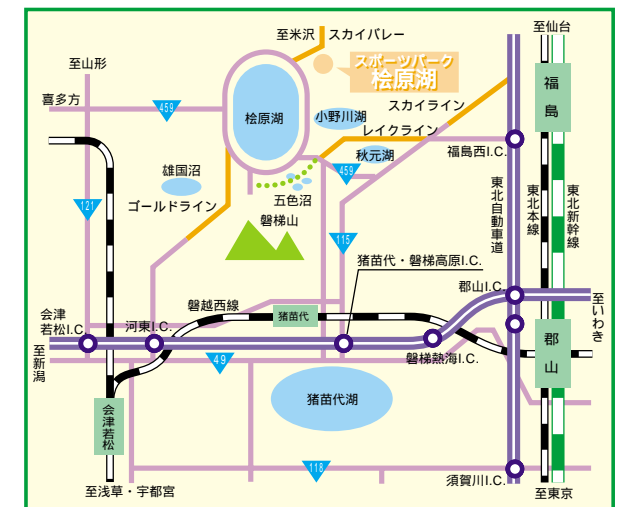 至米沢
スカイバレー
至仙台
スポーツパーク
桧原湖
至山形
喜多方
459
桧原湖
小野川湖
スカイライン
レイクライン
福島
福島西I.C.
秋元湖
459
雄国沼
ゴールドライン
五色沼
磐梯山
121
115
東北自動車道
東北本線
東北新幹線
猪苗代・磐梯高原I.C.
郡山I.C.
会津
若松I.C.
河東I.C.
磐越西線
猪苗代
至いわき
至新潟
49
磐梯熱海I.C.
郡山
猪苗代湖
会津若松
118
須賀川I.C.
至浅草・宇都宮
至東京